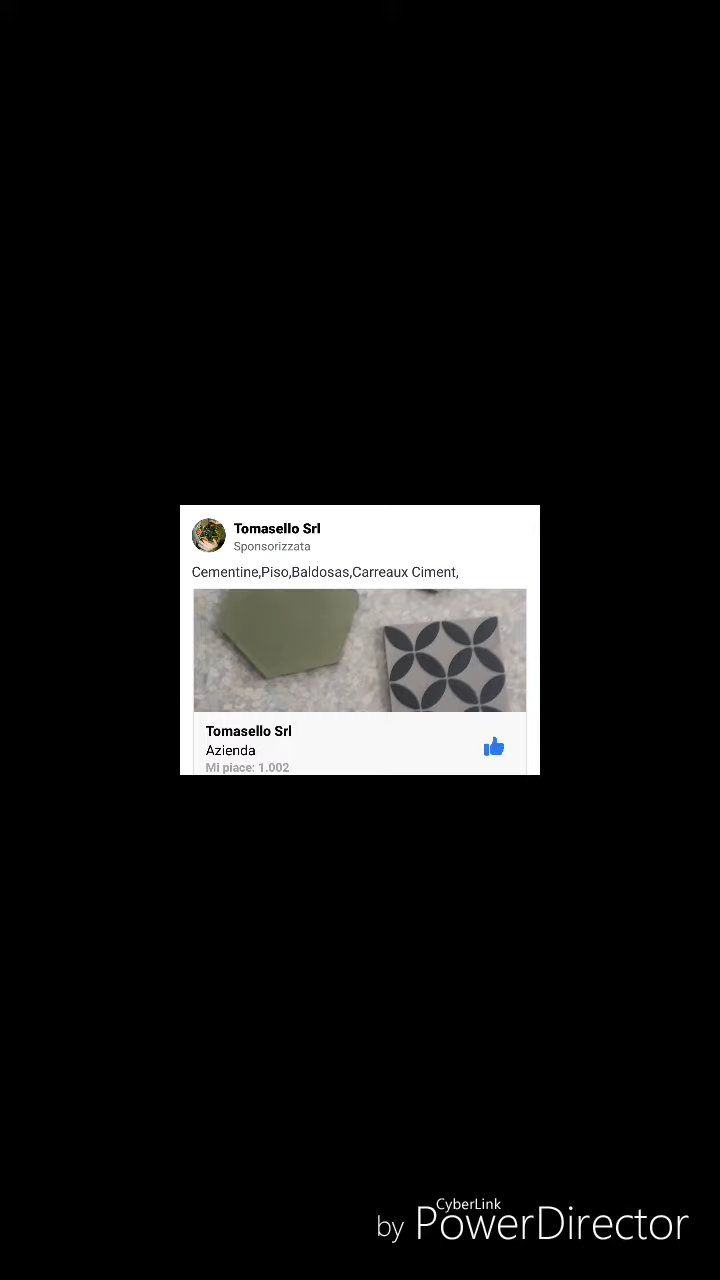 Tomasello Srl
Sponsorizzata
Cementine,Piso,Baldosas,Carreaux Ciment,
Tomasello Srl
Azienda
Mi piace: 1.002
CyberLink
by PowerDirector